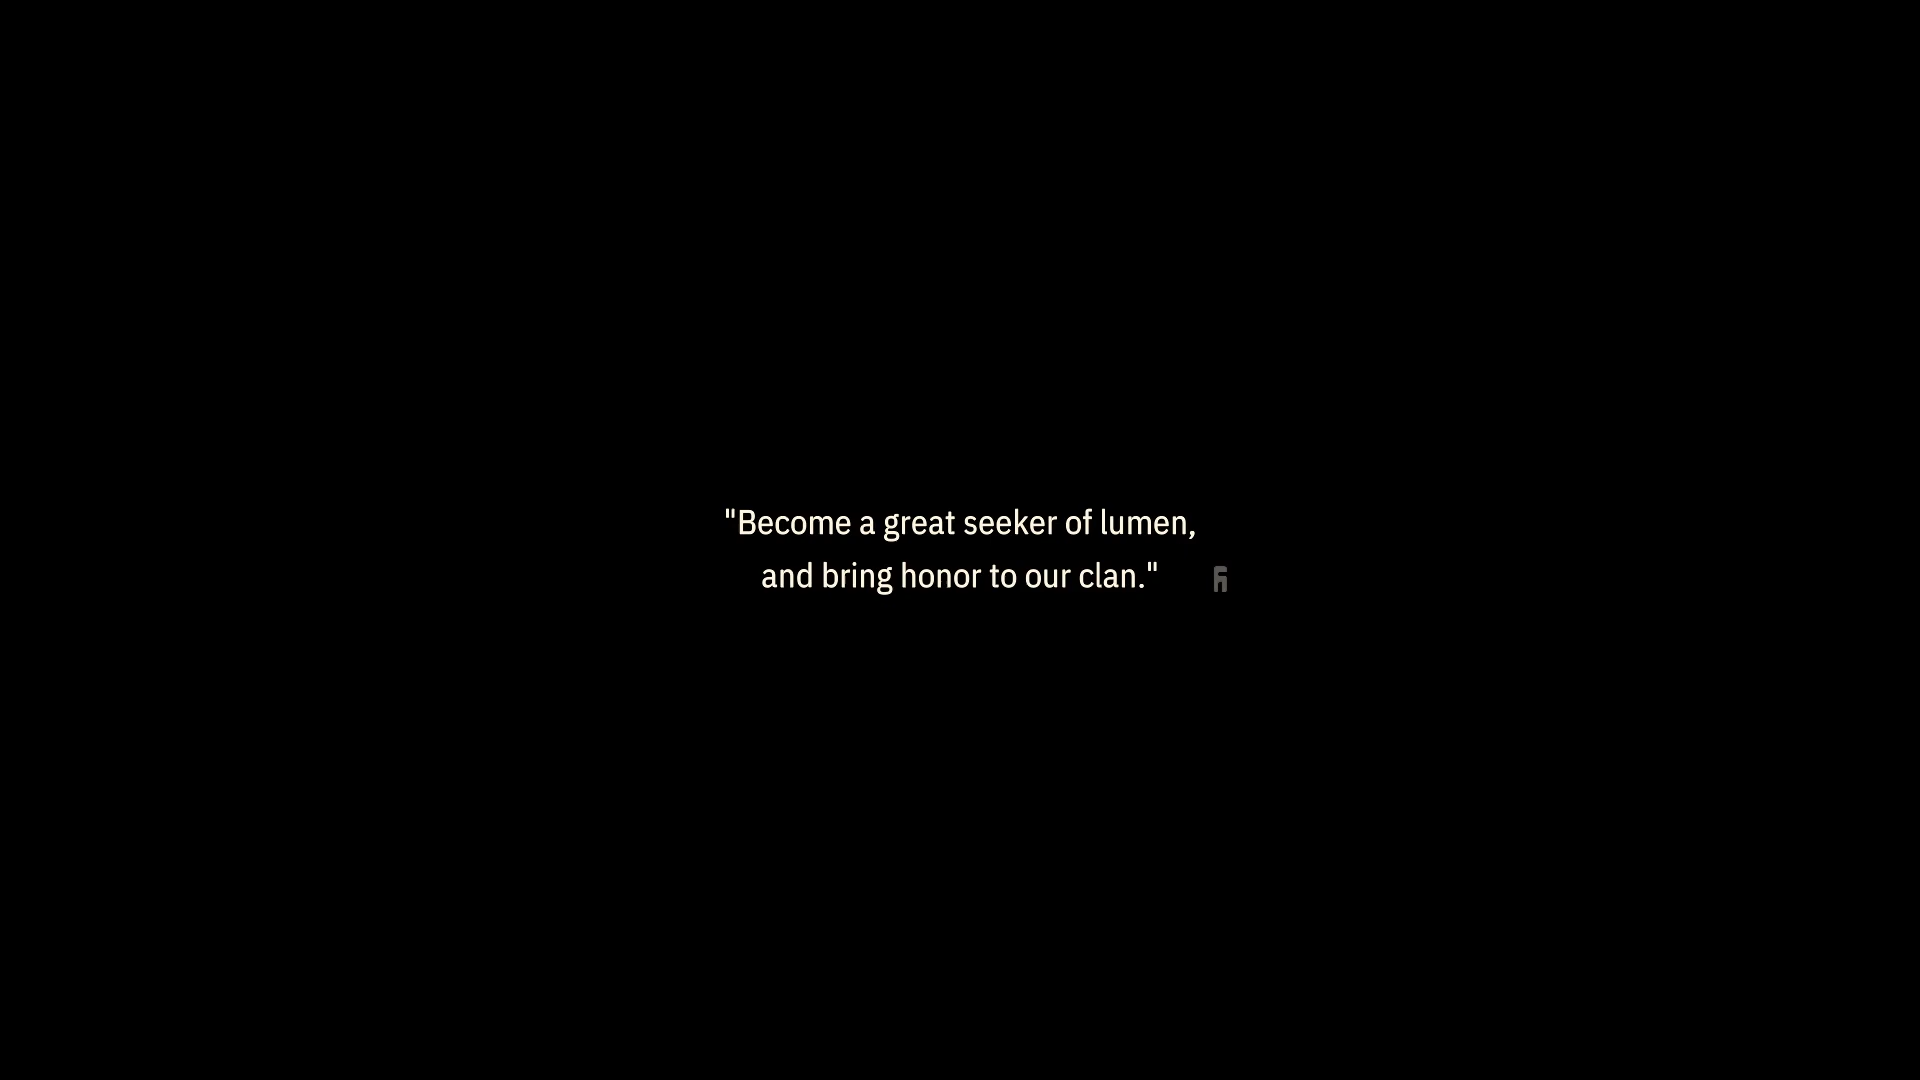 "Become a great seeker of lumen,
and bring honor to our clan."